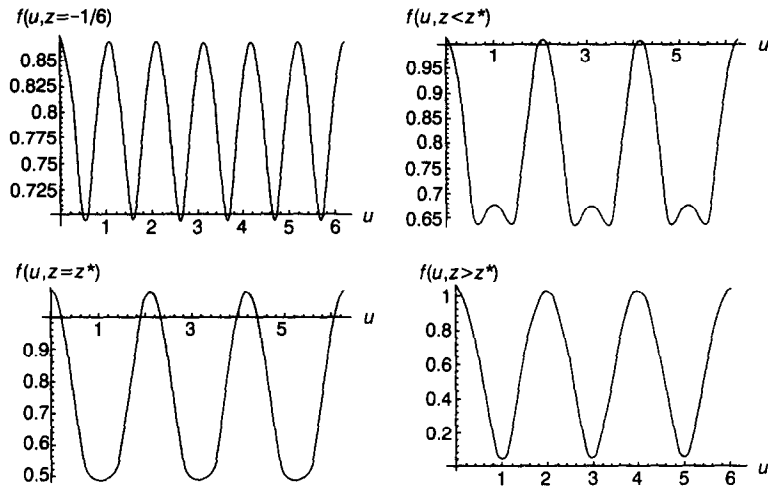 f(u,z=-1/6)
0.85
0.825
0.8
0.775
0.75
0.725
1 2 3 4 5 6 u
f(u,z<z*)
1 3 5 u
0.95
0.9
0.85
0.8
0.75
0.7
0.65
f(u,z=z*)
1 3 5 u
0.9
0.8
0.7
0.6
0.5
f(u,z>z*)
1
0.8
0.6
0.4
0.2
1 2 3 4 5 6 u